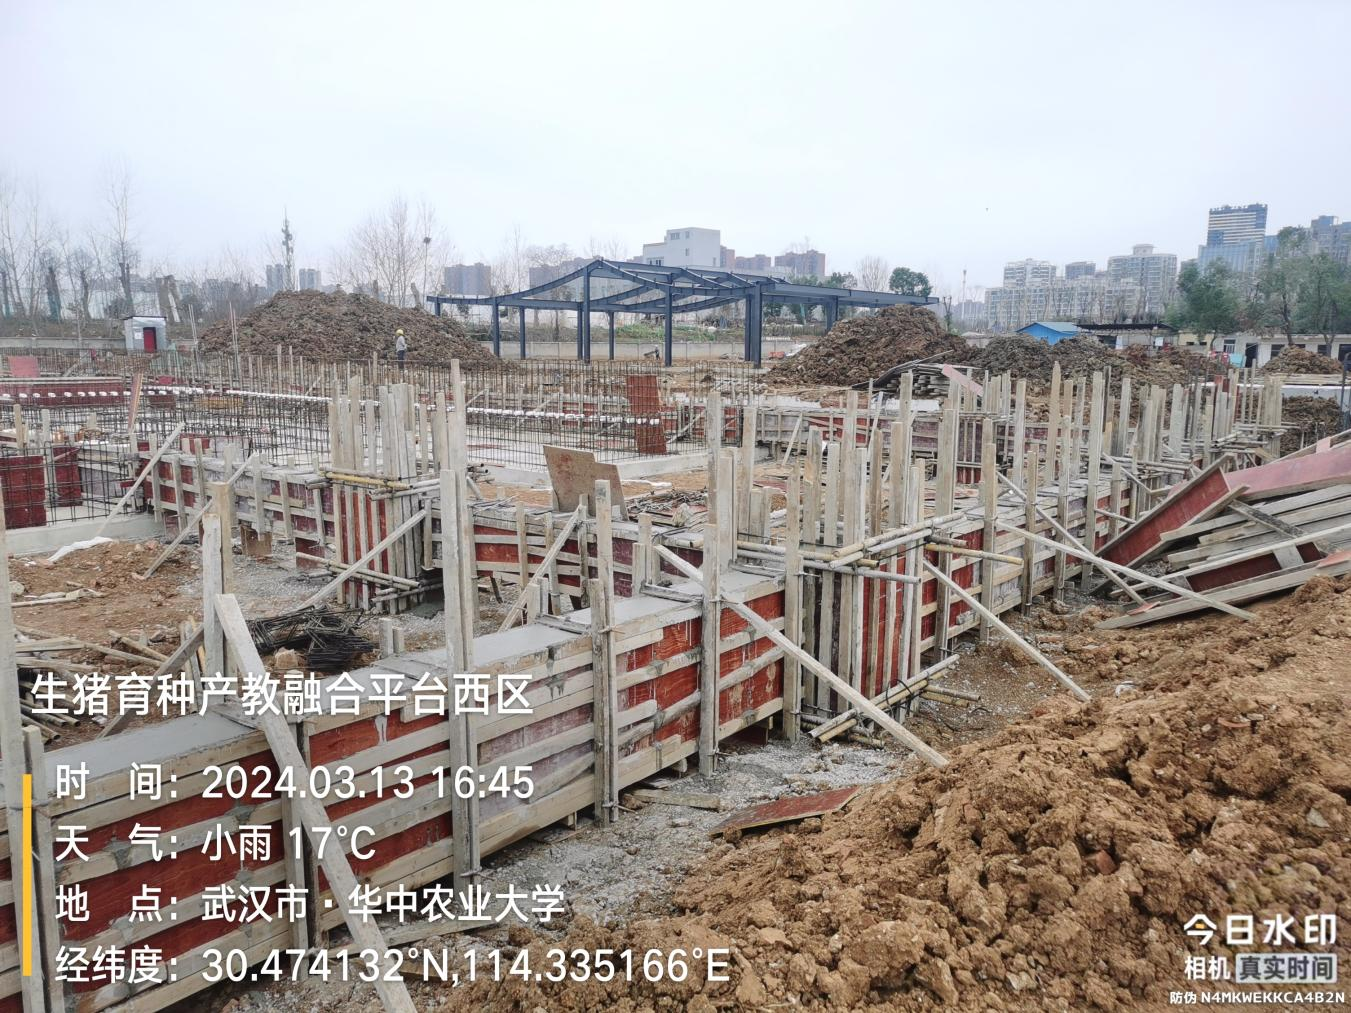 生猪育种产教融合平台西区
时 间：2024.03.13 16:45
天 气：小雨 17°C
地 点：武汉市·华中农业大学
经纬度：30.474132°N,114.335166°E
今日水印
相机 真实时间
防伪 N4MKWEKKCA4B2N